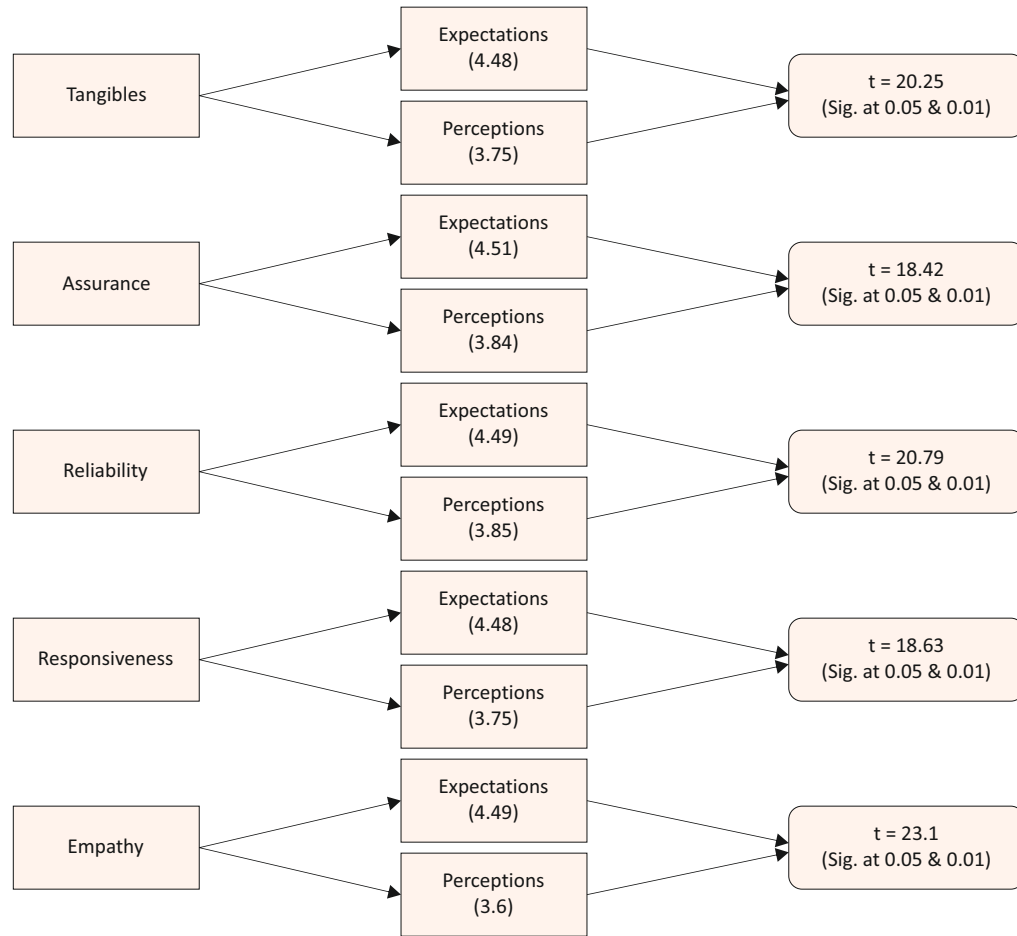 Tangibles
Expectations
(4.48)
Perceptions
(3.75)
t = 20.25
(Sig. at 0.05 & 0.01)
Assurance
Expectations
(4.51)
Perceptions
(3.84)
t = 18.42
(Sig. at 0.05 & 0.01)
Reliability
Expectations
(4.49)
Perceptions
(3.85)
t = 20.79
(Sig. at 0.05 & 0.01)
Responsiveness
Expectations
(4.48)
Perceptions
(3.75)
t = 18.63
(Sig. at 0.05 & 0.01)
Empathy
Expectations
(4.49)
Perceptions
(3.6)
t = 23.1
(Sig. at 0.05 & 0.01)